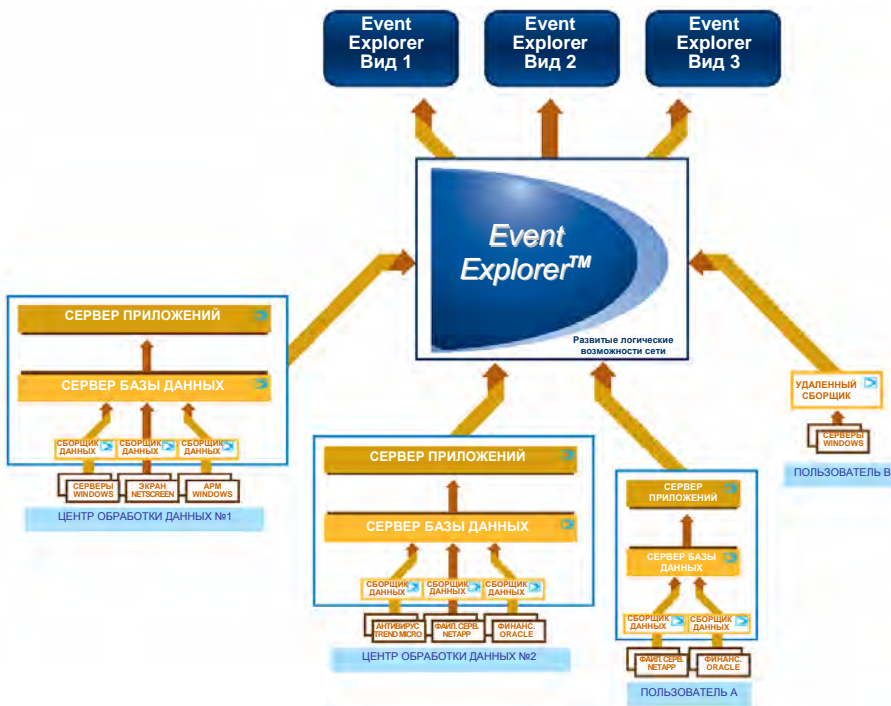 Event
Explorer
Вид 1
Event
Explorer
Вид 2
Event
Explorer
Вид 3
Event
Explorer™
Развитые логические
возможности сети
СЕРВЕР ПРИЛОЖЕНИЙ
СЕРВЕР БАЗЫ ДАННЫХ
СБОРЩИК
ДАННЫХ
СБОРЩИК
ДАННЫХ
СБОРЩИК
ДАННЫХ
СЕРВЕРЫ
WINDOWS
ЭКРАН
NETSCREEN
АРМ
WINDOWS
ЦЕНТР ОБРАБОТКИ ДАННЫХ №1
СЕРВЕР ПРИЛОЖЕНИЙ
СЕРВЕР БАЗЫ ДАННЫХ
СБОРЩИК
ДАННЫХ
СБОРЩИК
ДАННЫХ
СБОРЩИК
ДАННЫХ
АНТИВИРУС
TREND MICRO
ФАЙЛ. СЕРВ.
NETAPP
ФИНАНС.
ORACLE
ЦЕНТР ОБРАБОТКИ ДАННЫХ №2
СЕРВЕР
ПРИЛОЖЕНИЙ
СЕРВЕР БАЗЫ
ДАННЫХ
СБОРЩИК
ДАННЫХ
СБОРЩИК
ДАННЫХ
ФАЙЛ. СЕРВ.
NETAPP
ФИНАНС.
ORACLE
ПОЛЬЗОВАТЕЛЬ А
УДАЛЕННЫЙ
СБОРЩИК
СЕРВЕРЫ
WINDOWS
ПОЛЬЗОВАТЕЛЬ В